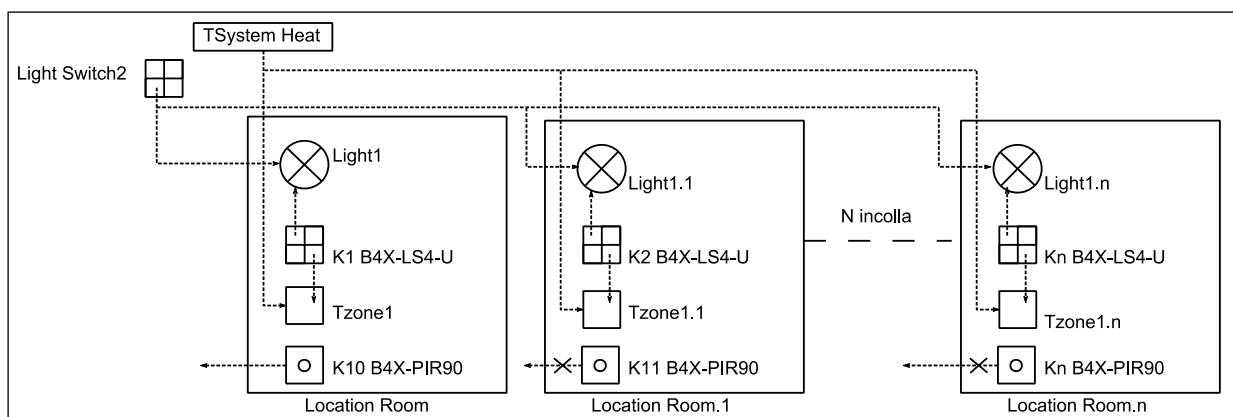 TSystem Heat
Light Switch2
Light1
Light1.1
Light1.n
N incolla
K1 B4X-LS4-U
K2 B4X-LS4-U
Kn B4X-LS4-U
Tzone1
Tzone1.1
Tzone1.n
K10 B4X-PIR90
K11 B4X-PIR90
Kn B4X-PIR90
Location Room
Location Room.1
Location Room.n